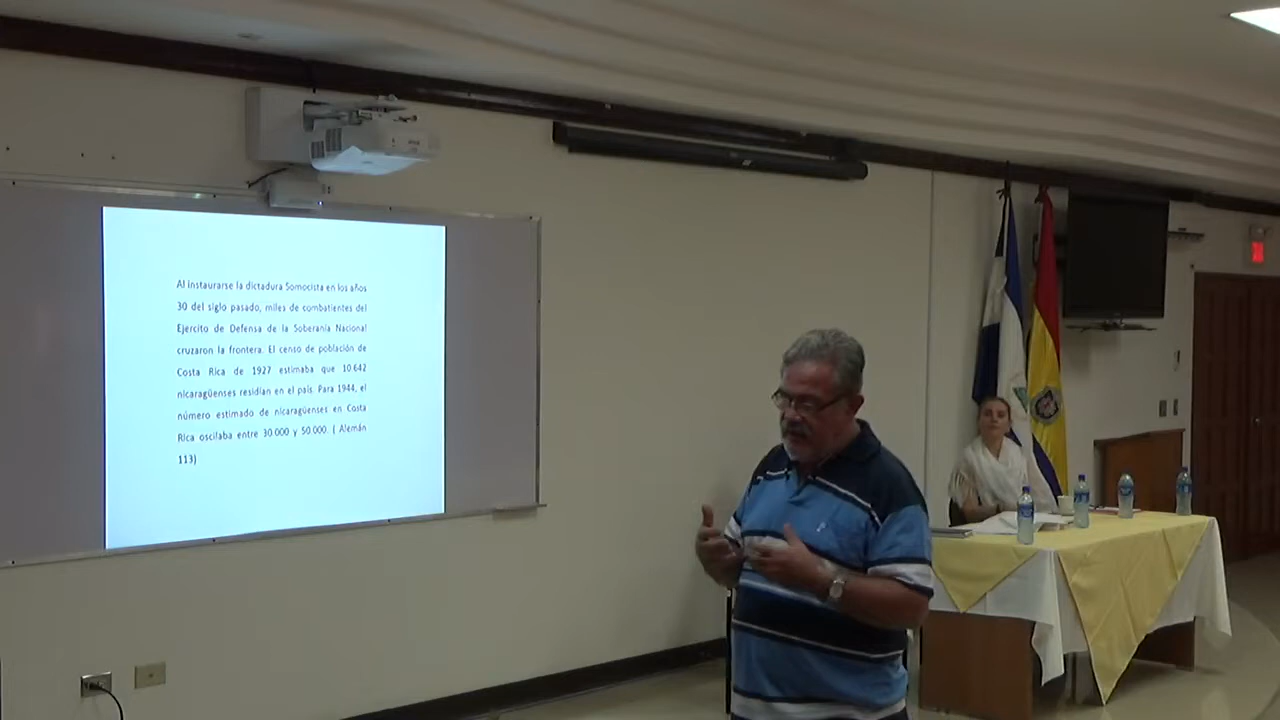 Al instaurarse la dictadura Somocista en los años
30 del siglo pasado, miles de combatientes del
Ejercito de Defensa de la Soberanía Nacional
cruzaron la frontera. El censo de población de
Costa Rica de 1927 estimaba que 10 642
nicaragüenses residían en el país. Para 1944, el
número estimado de nicaragüenses en Costa
Rica oscilaba entre 30.000 y 50.000. ( Alemán
113)